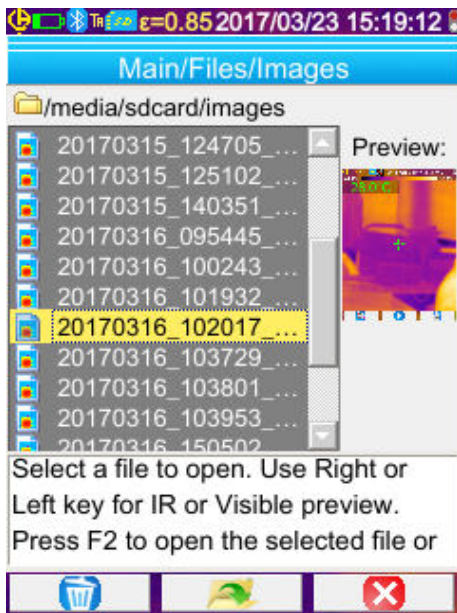 ε=0.85 2017/03/23 15:19:12
Main/Files/Images
/media/sdcard/images
20170315_124705_...
Preview:
20170315_125102_...
20170315_140351_...
20170316_095445_...
20170316_100243_...
20170316_101932_...
20170316_102017_...
20170316_103729_...
20170316_103801_...
20170316_103953_...
20170316_150502
Select a file to open. Use Right or
Left key for IR or Visible preview.
Press F2 to open the selected file or